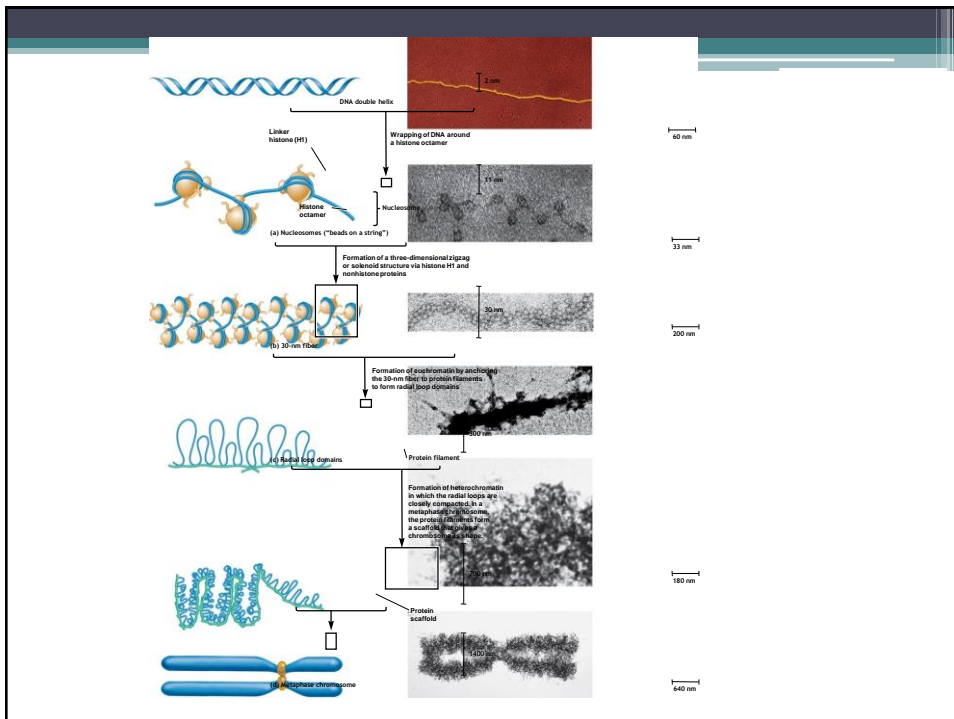 2 nm
DNA double helix
60 nm
Linker
histone (H1)
Wrapping of DNA around
a histone octamer
11 nm
Histone
octamer
Nucleosome
(a) Nucleosomes (“beads on a string”)
33 nm
Formation of a three-dimensional zigzag
or solenoid structure via histone H1 and
nonhistone proteins
30 nm
200 nm
(b) 30-nm fiber
Formation of euchromatin by anchoring
the 30-nm fiber to protein filaments
to form radial loop domains
300 nm
(c) Radial loop domains
Protein filament
Formation of heterochromatin
in which the radial loops are
closely compacted. In a
metaphase chromosome,
the protein filaments form
a scaffold that gives a
chromosome its shape.
700 nm
180 nm
Protein
scaffold
1400 nm
(d) Metaphase chromosome
640 nm